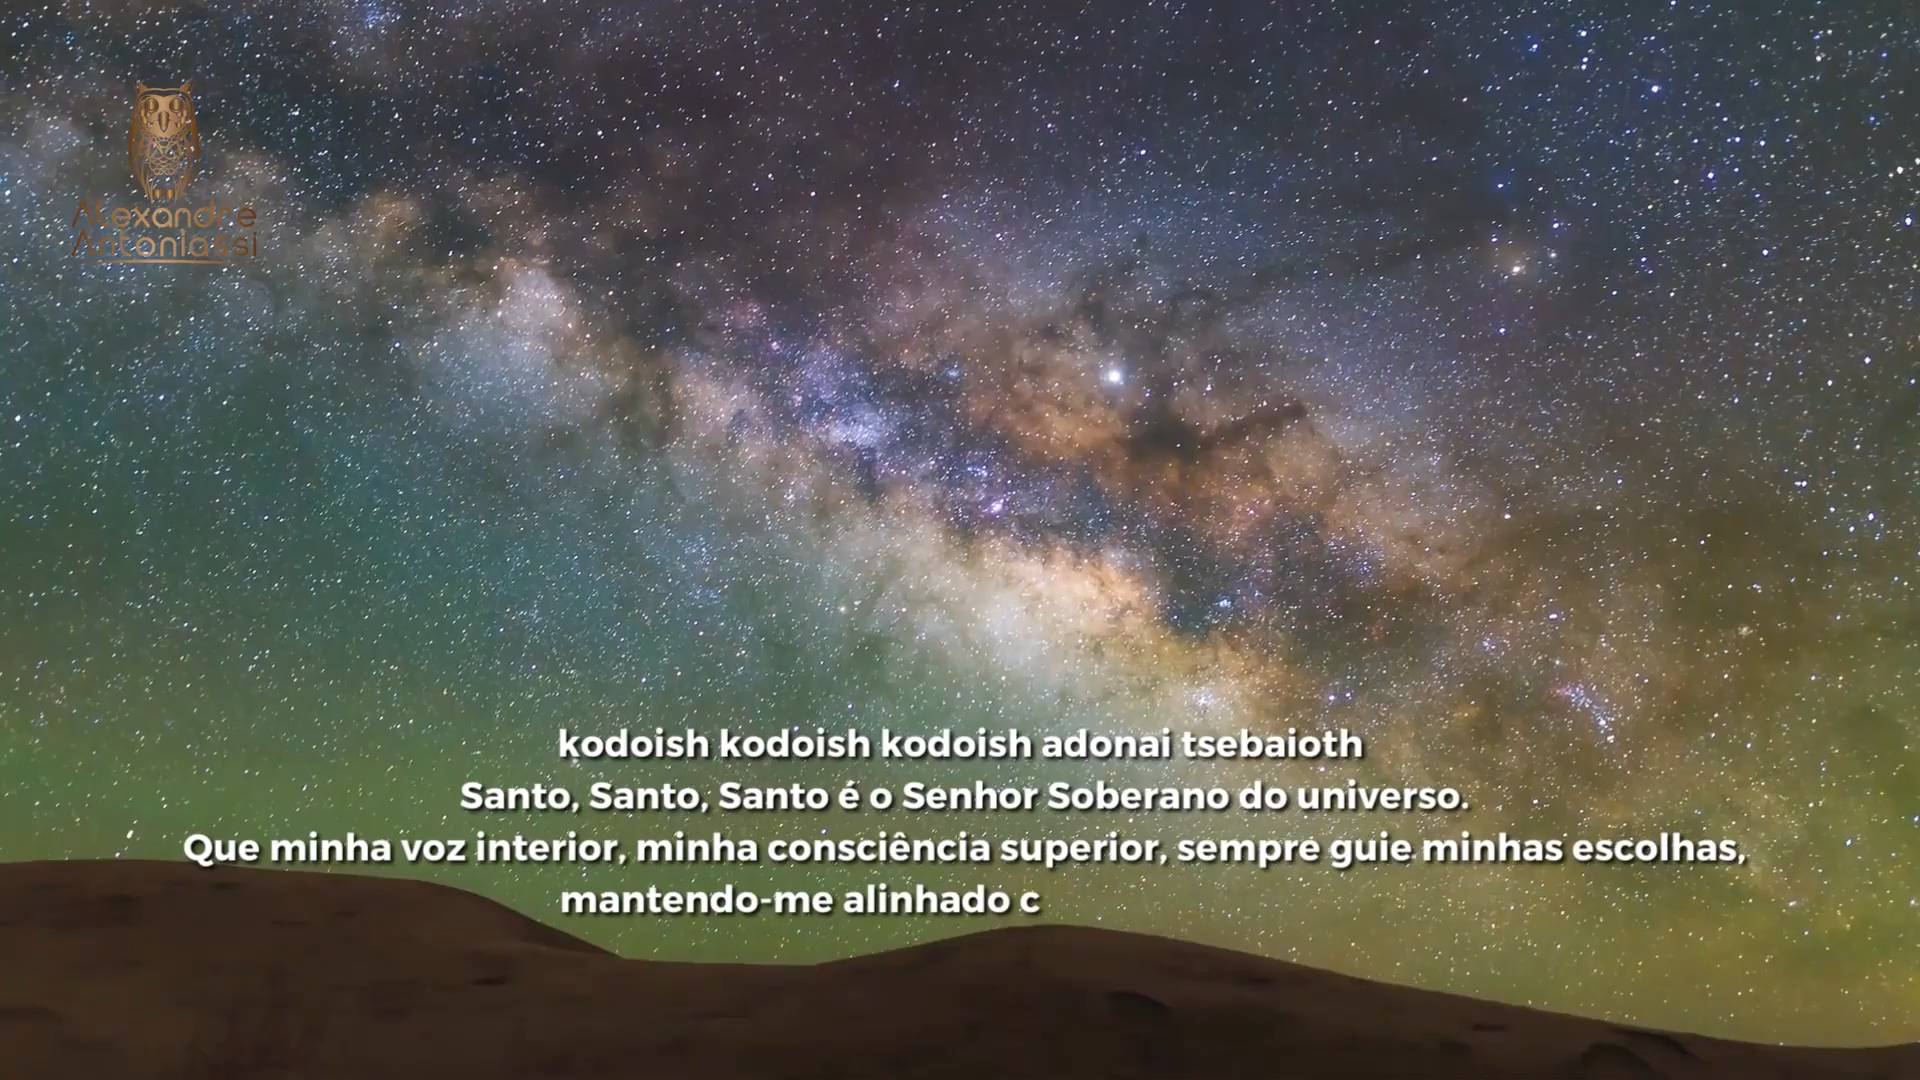 Alexandre
Antoniassi
kodoish kodoish kodoish adonai tsebaioth
Santo, Santo, Santo é o Senhor Soberano do universo.
Que minha voz interior, minha consciência superior, sempre guie minhas escolhas,
mantendo-me alinhado c